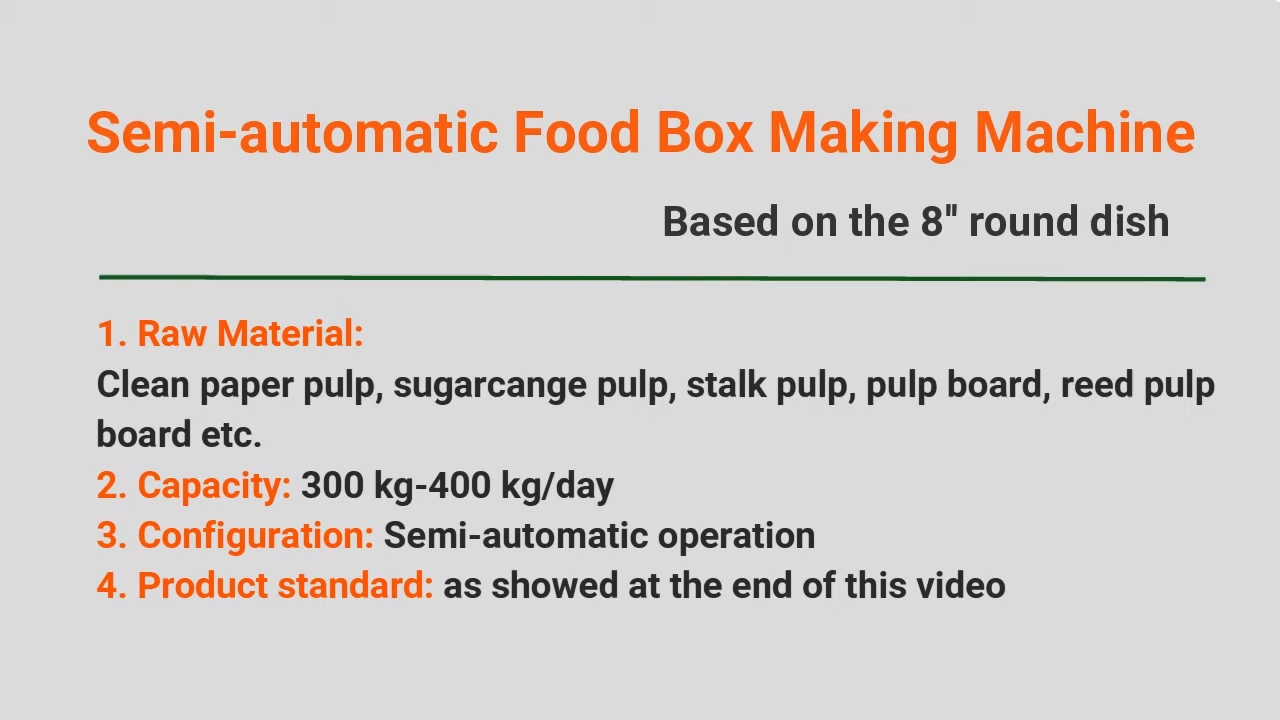 Semi-automatic Food Box Making Machine
Based on the 8" round dish
1. Raw Material:
Clean paper pulp, sugarcange pulp, stalk pulp, pulp board, reed pulp
board etc.
2. Capacity: 300 kg-400 kg/day
3. Configuration: Semi-automatic operation
4. Product standard: as showed at the end of this video